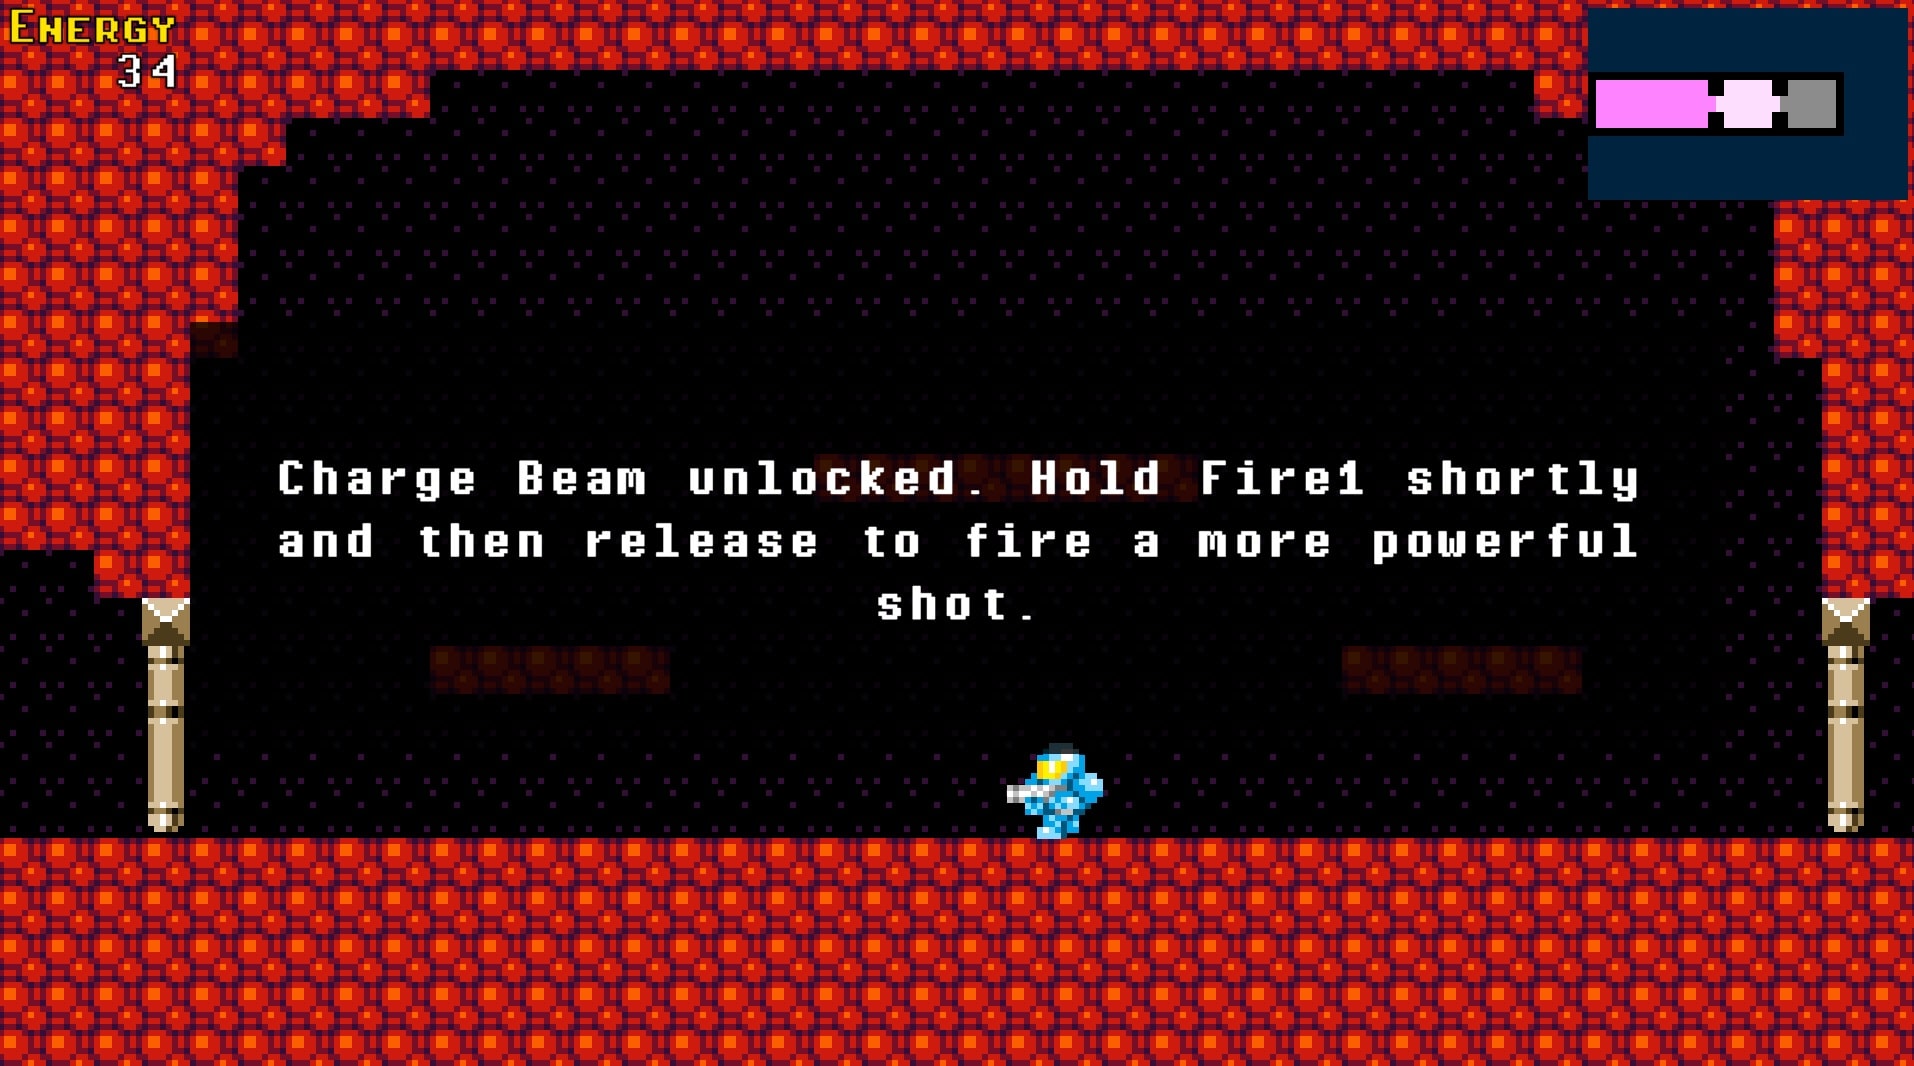 ENERGY
34
Charge Beam unlocked. Hold Fire1 shortly
and then release to fire a more powerful
shot.